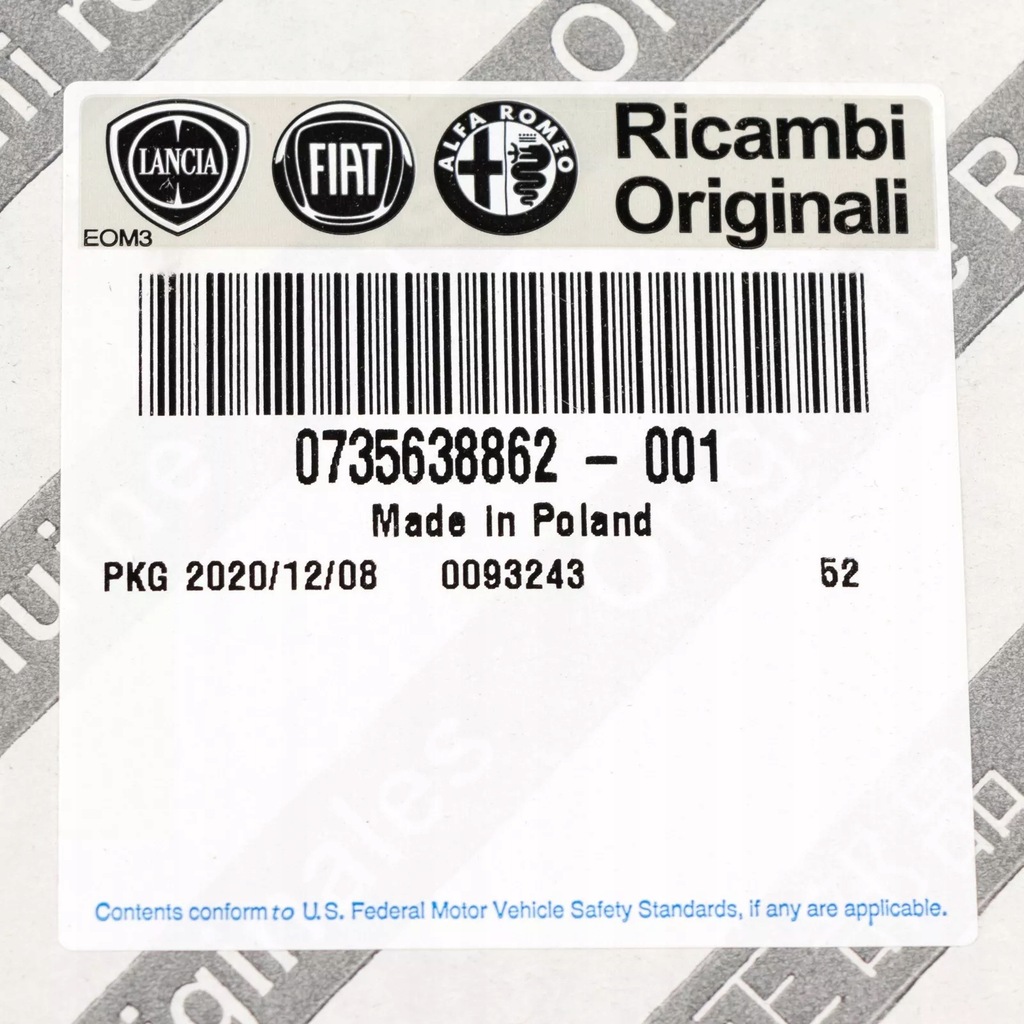 LANCIA
FIAT
ALFA ROMEO
Ricambi
Originali
EOM3
0735638862 - 001
Made in Poland
PKG 2020/12/08 0093243 52
Contents conform to U.S. Federal Motor Vehicle Safety Standards, if any are applicable.